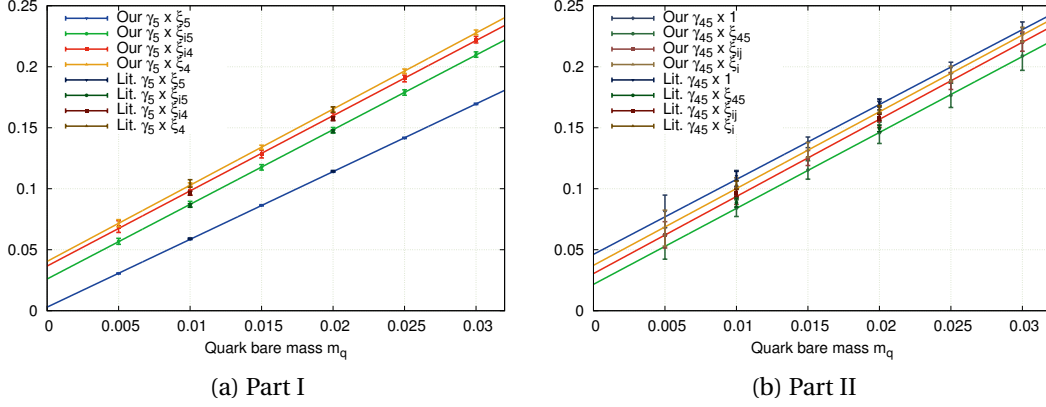 0.25
0.2
0.15
0.1
0.05
0
Our γ5 x ξ5
Our γ5 x ξi5
Our γ5 x ξi4
Our γ5 x ξ4
Lit. γ5 x ξ5
Lit. γ5 x ξi5
Lit. γ5 x ξi4
Lit. γ5 x ξ4
0 0.005 0.01 0.015 0.02 0.025 0.03
Quark bare mass mq
(a) Part I
0.25
0.2
0.15
0.1
0.05
0
Our γ45 x 1
Our γ45 x ξ45
Our γ45 x ξij
Our γ45 x ξi
Lit. γ45 x 1
Lit. γ45 x ξ45
Lit. γ45 x ξij
Lit. γ45 x ξi
0 0.005 0.01 0.015 0.02 0.025 0.03
Quark bare mass mq
(b) Part II